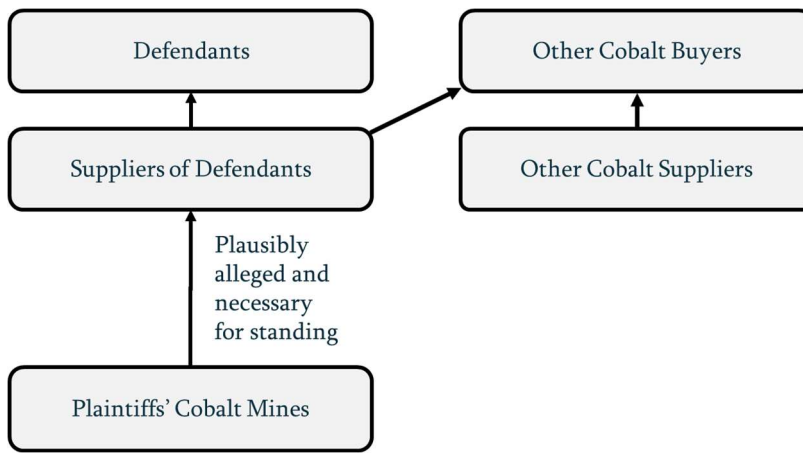 Defendants
Other Cobalt Buyers
Suppliers of Defendants
Other Cobalt Suppliers
Plausibly
alleged and
necessary
for standing
Plaintiffs’ Cobalt Mines